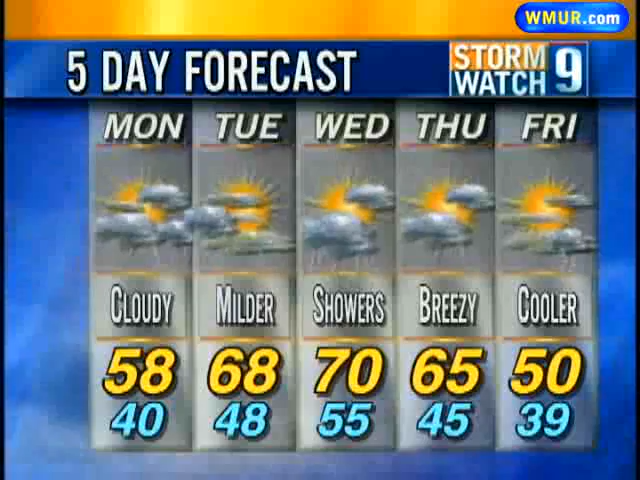 WMUR.com
5 DAY FORECAST
STORM
WATCH 9
MON TUE WED THU FRI
CLOUDY MILDER SHOWERS BREEZY COOLER
58 68 70 65 50
40 48 55 45 39